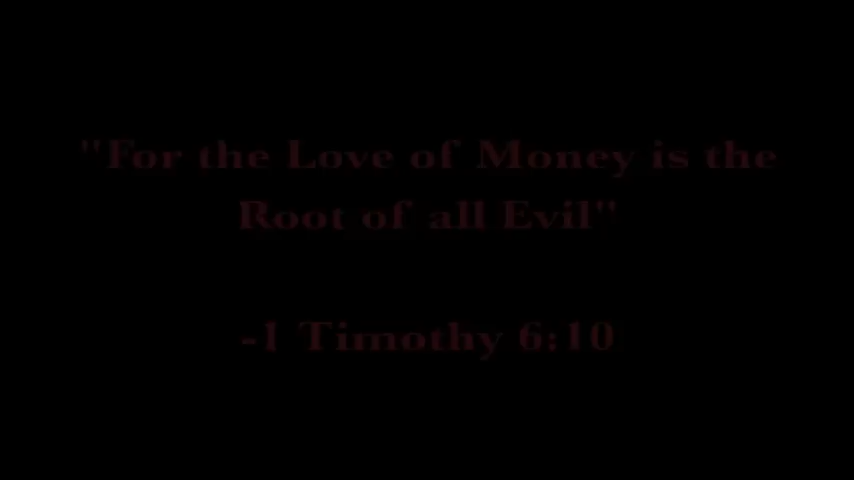 "For the Love of Money is the
Root of all Evil"
-1 Timothy 6:10